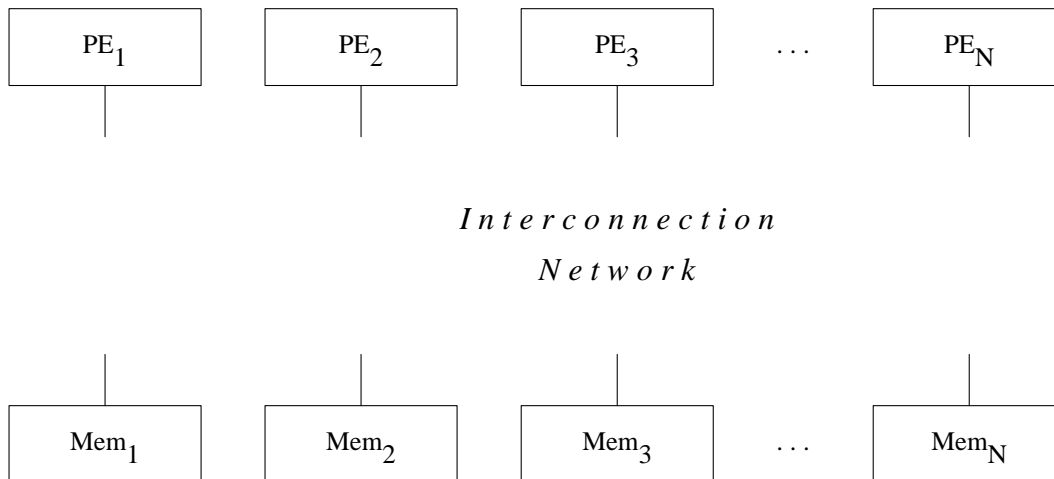 PE1 PE2 PE3 ... PEN
Interconnection
Network
Mem1 Mem2 Mem3 ... MemN